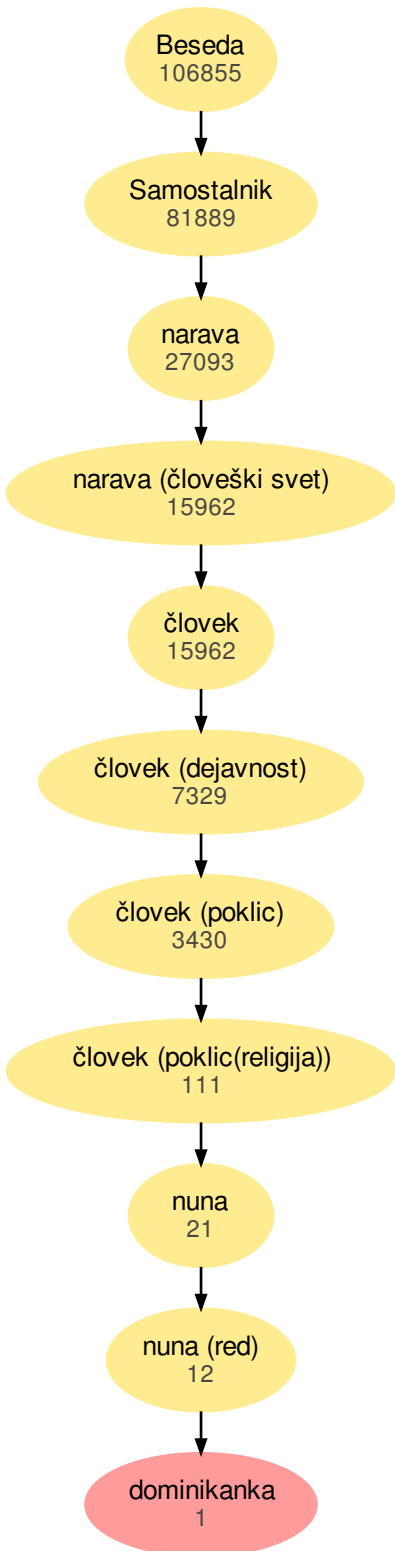 Beseda
106855
Samostalnik
81889
narava
27093
narava (človeški svet)
15962
človek
15962
človek (dejavnost)
7329
človek (poklic)
3430
človek (poklic(religija))
111
nuna
21
nuna (red)
12
dominikanka
1